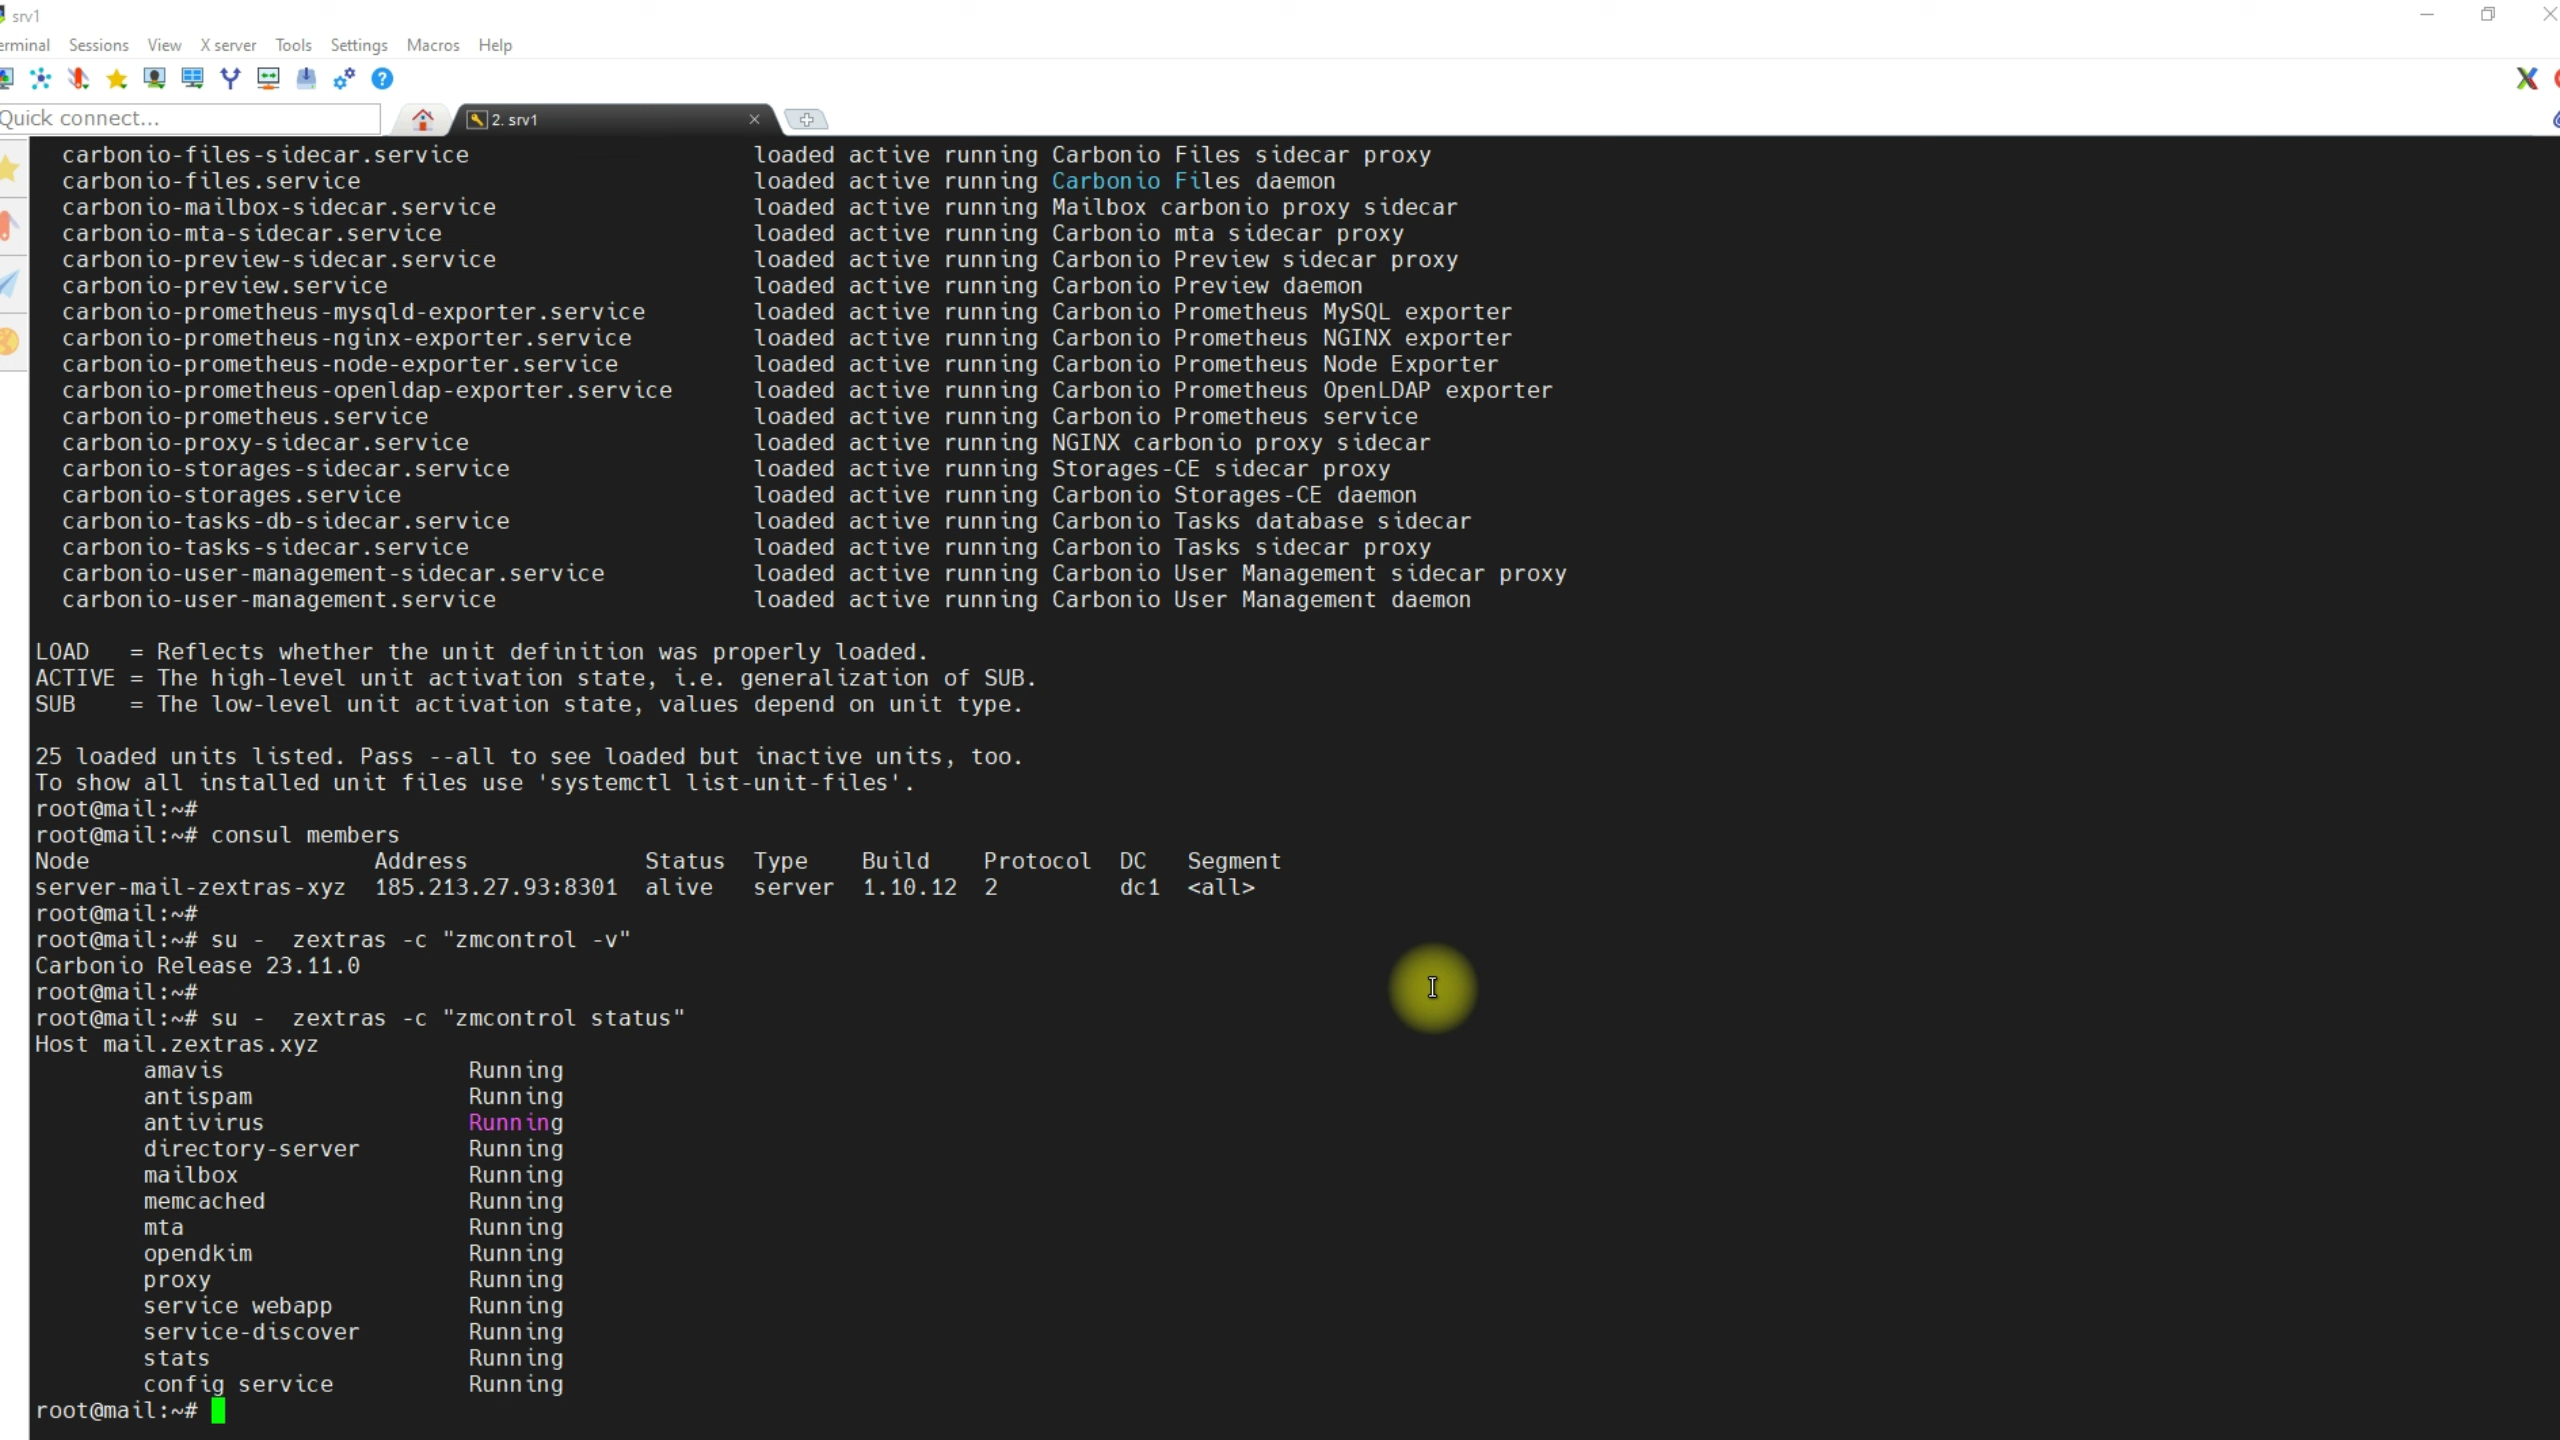 srv1
erminal Sessions View X server Tools Settings Macros Help
Quick connect...
2. srv1
carbonio-files-sidecar.service loaded active running Carbonio Files sidecar proxy
carbonio-files.service loaded active running Carbonio Files daemon
carbonio-mailbox-sidecar.service loaded active running Mailbox carbonio proxy sidecar
carbonio-mta-sidecar.service loaded active running Carbonio mta sidecar proxy
carbonio-preview-sidecar.service loaded active running Carbonio Preview sidecar proxy
carbonio-preview.service loaded active running Carbonio Preview daemon
carbonio-prometheus-mysqld-exporter.service loaded active running Carbonio Prometheus MySQL exporter
carbonio-prometheus-nginx-exporter.service loaded active running Carbonio Prometheus NGINX exporter
carbonio-prometheus-node-exporter.service loaded active running Carbonio Prometheus Node Exporter
carbonio-prometheus-openldap-exporter.service loaded active running Carbonio Prometheus OpenLDAP exporter
carbonio-prometheus.service loaded active running Carbonio Prometheus service
carbonio-proxy-sidecar.service loaded active running NGINX carbonio proxy sidecar
carbonio-storages-sidecar.service loaded active running Storages-CE sidecar proxy
carbonio-storages.service loaded active running Carbonio Storages-CE daemon
carbonio-tasks-db-sidecar.service loaded active running Carbonio Tasks database sidecar
carbonio-tasks-sidecar.service loaded active running Carbonio Tasks sidecar proxy
carbonio-user-management-sidecar.service loaded active running Carbonio User Management sidecar proxy
carbonio-user-management.service loaded active running Carbonio User Management daemon
LOAD = Reflects whether the unit definition was properly loaded.
ACTIVE = The high-level unit activation state, i.e. generalization of SUB.
SUB = The low-level unit activation state, values depend on unit type.
25 loaded units listed. Pass --all to see loaded but inactive units, too.
To show all installed unit files use 'systemctl list-unit-files'.
root@mail:~#
root@mail:~# consul members
Node Address Status Type Build Protocol DC Segment
server-mail-zextras-xyz 185.213.27.93:8301 alive server 1.10.12 2 dc1 <all>
root@mail:~#
root@mail:~# su - zextras -c "zmcontrol -v"
Carbonio Release 23.11.0
root@mail:~#
root@mail:~# su - zextras -c "zmcontrol status"
Host mail.zextras.xyz
amavis Running
antispam Running
antivirus Running
directory-server Running
mailbox Running
memcached Running
mta Running
opendkim Running
proxy Running
service webapp Running
service-discover Running
stats Running
config service Running
root@mail:~#